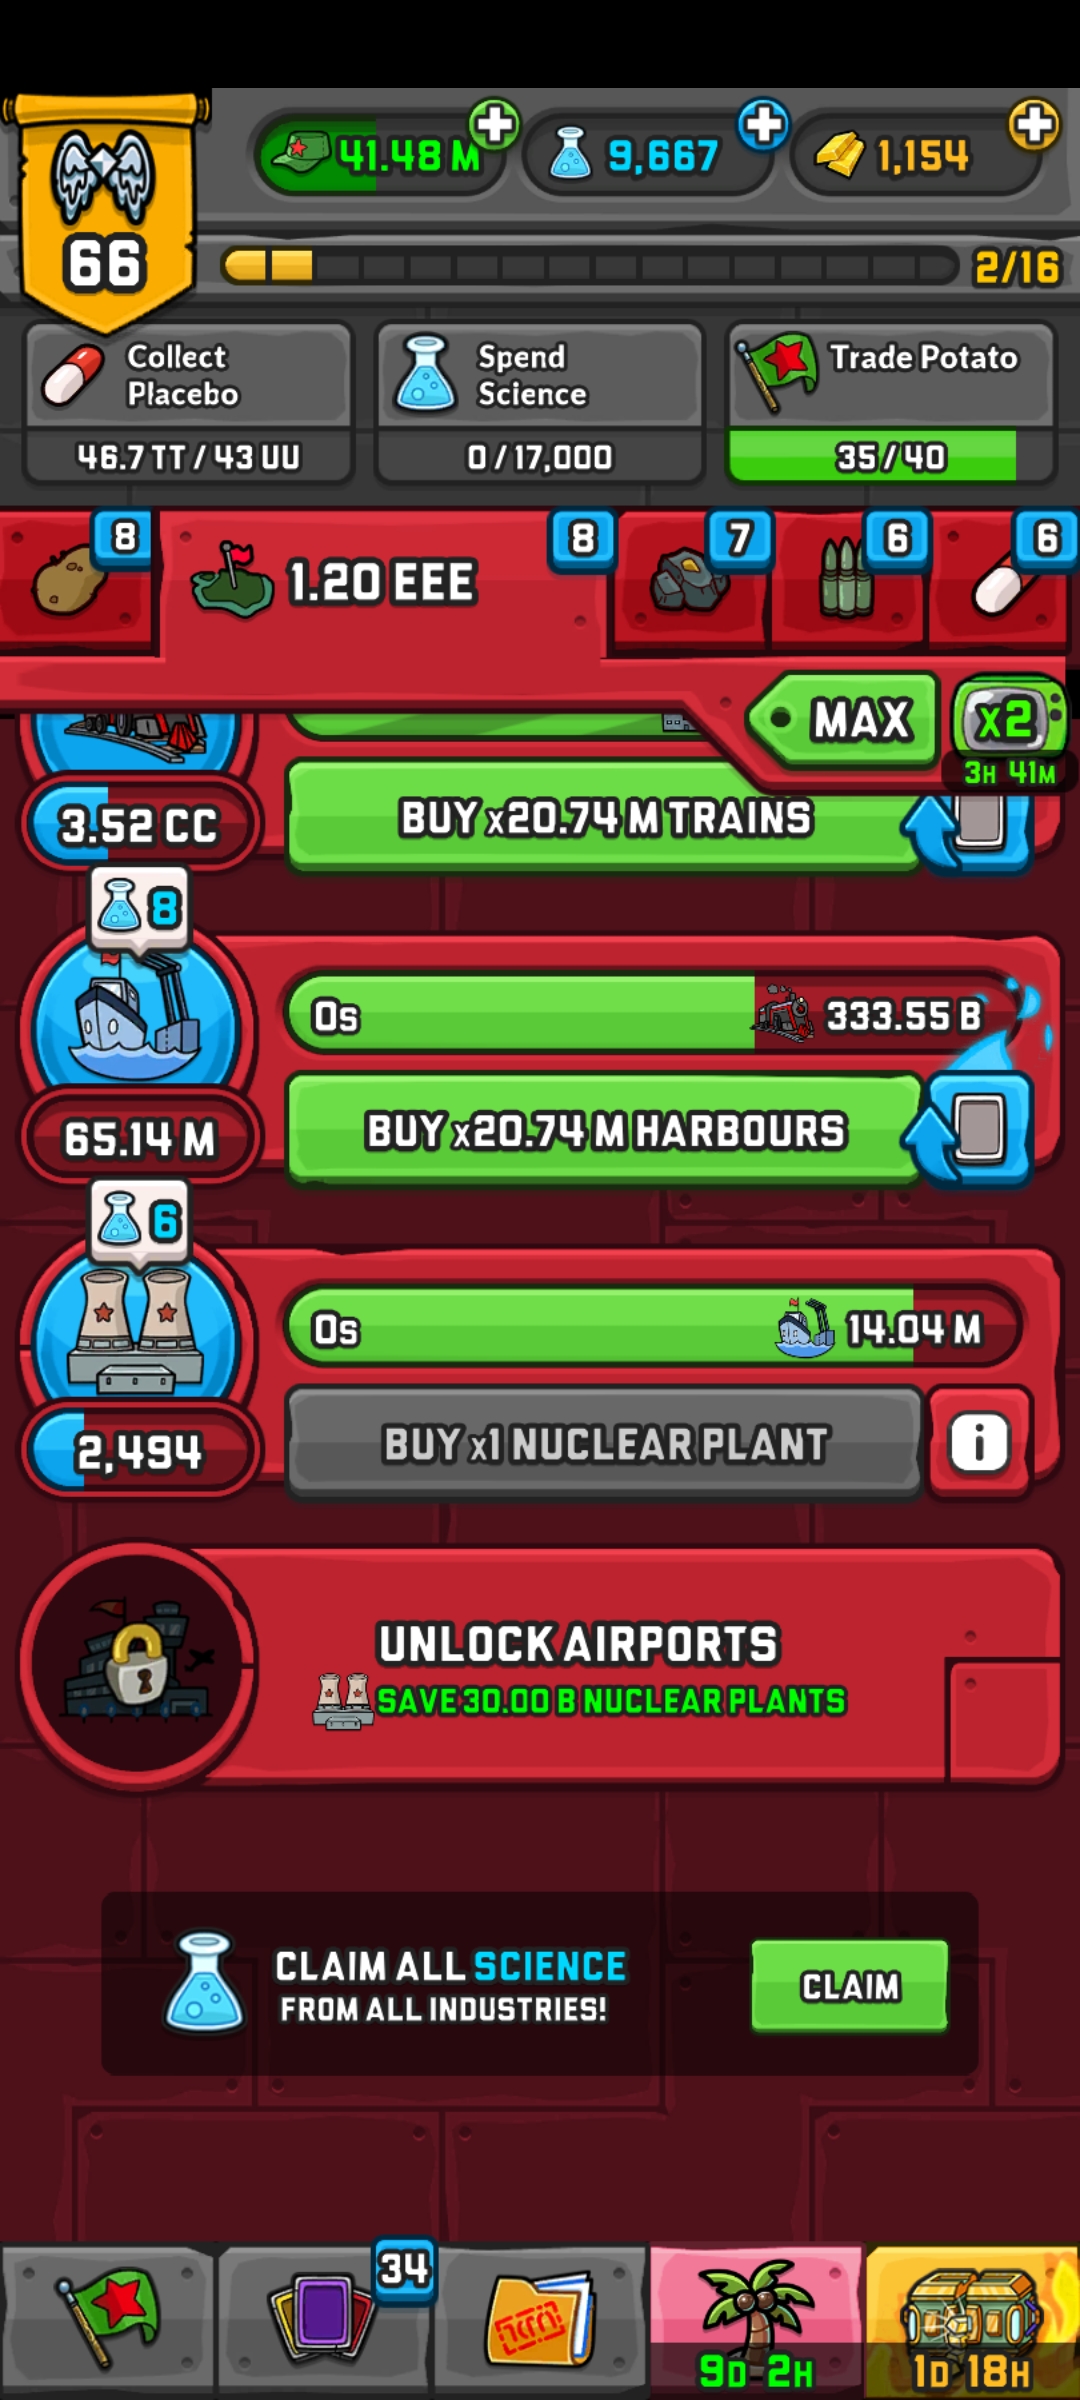 41.48 M
9,667
1,154
66
2/16
Collect
Placebo
Spend
Science
Trade Potato
46.7 TT / 43 UU
0 / 17,000
35 / 40
8
1.20 EEE
8
7
6
6
MAX
x2
3H 41M
BUY x20.74 M TRAINS
3.52 CC
8
0s
333.55 B
BUY x20.74 M HARBOURS
65.14 M
6
0s
14.04 M
BUY x1 NUCLEAR PLANT
i
2,494
UNLOCK AIRPORTS
SAVE 30.00 B NUCLEAR PLANTS
CLAIM ALL SCIENCE
FROM ALL INDUSTRIES!
CLAIM
34
9D 2H
1D 18H